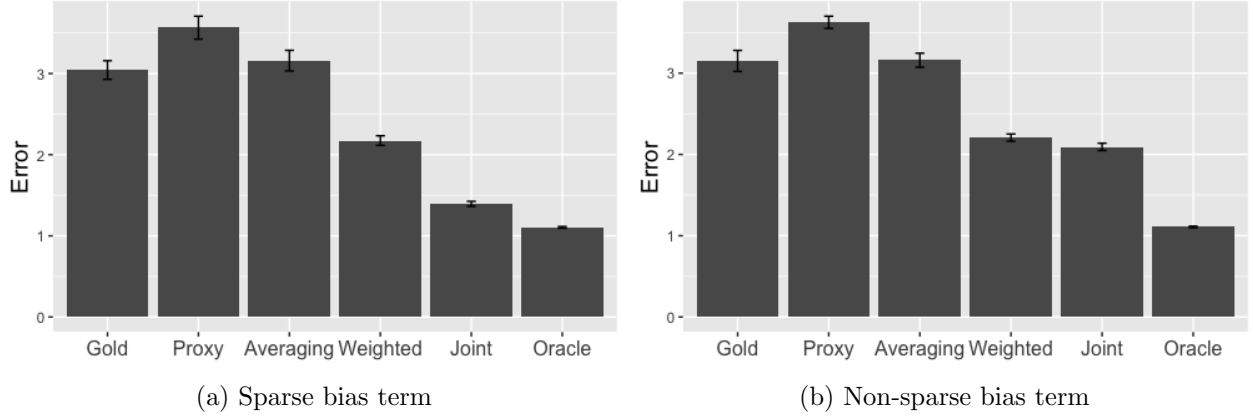 Error
3
2
1
0
Gold Proxy Averaging Weighted Joint Oracle
(a) Sparse bias term
Error
3
2
1
0
Gold Proxy Averaging Weighted Joint Oracle
(b) Non-sparse bias term